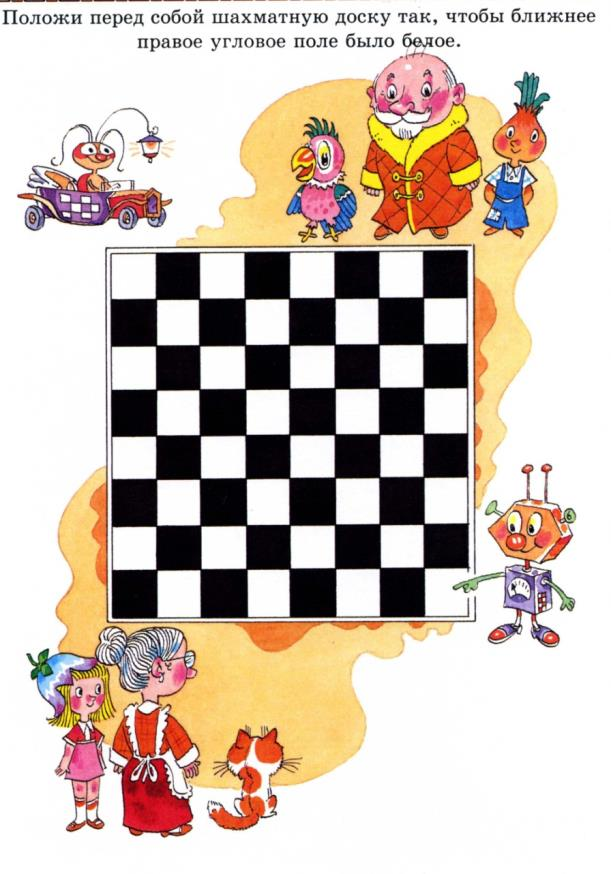 Положи перед собой шахматную доску так, чтобы ближнее
правое угловое поле было белое.